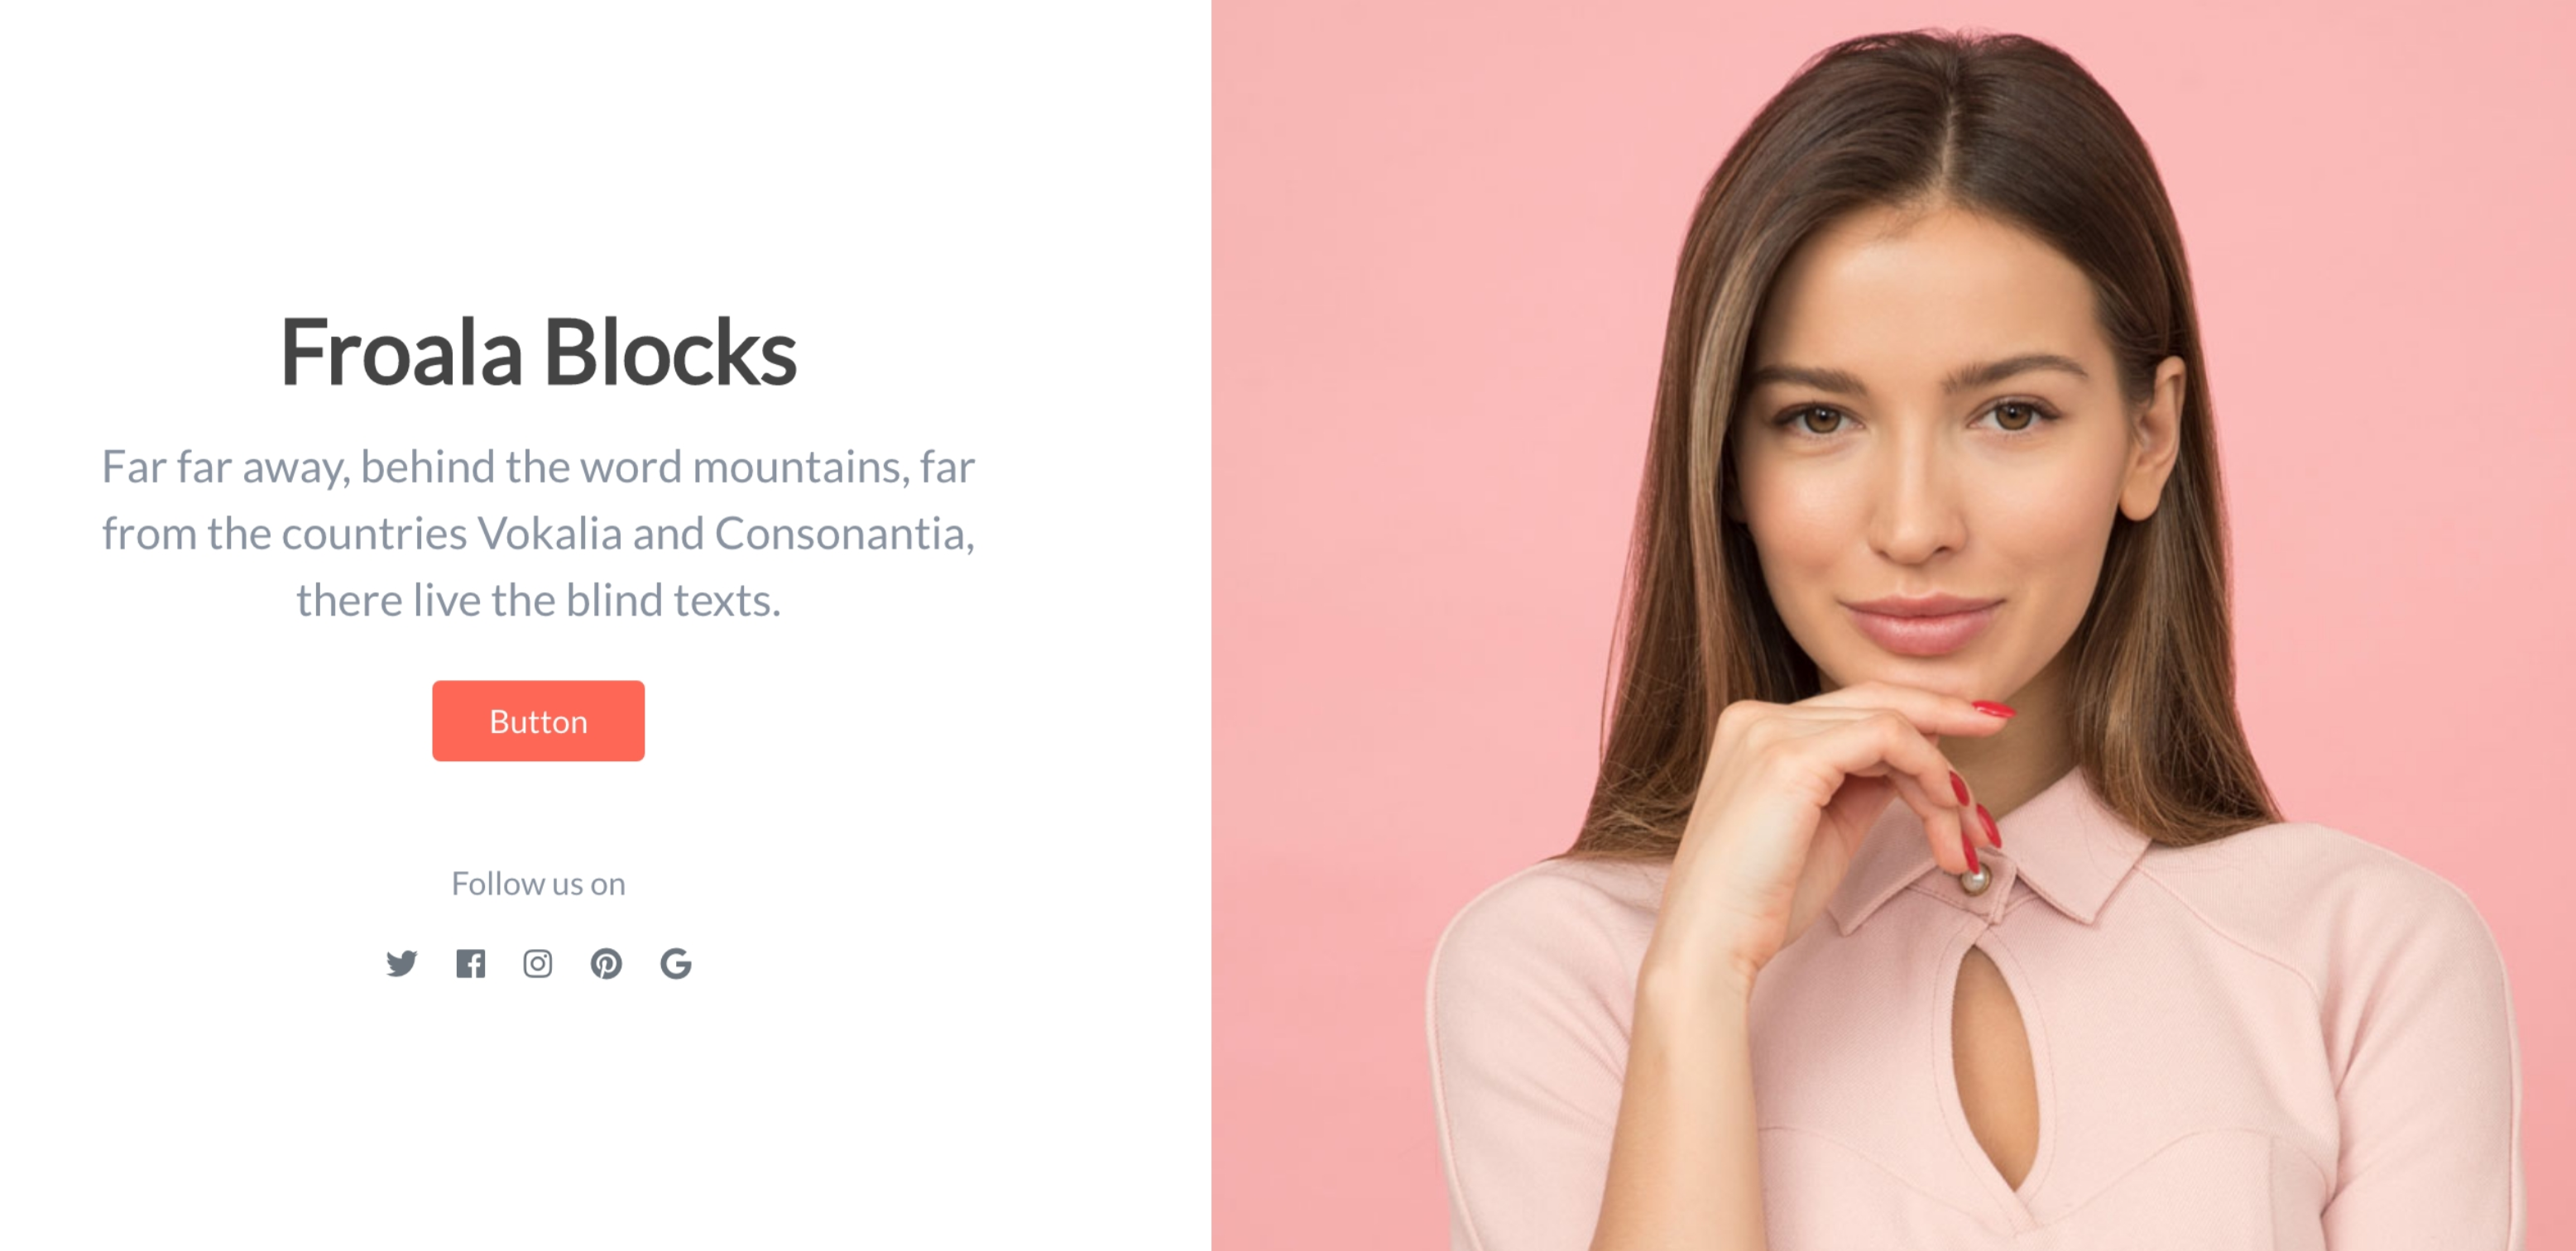 Froala Blocks
Far far away, behind the word mountains, far
from the countries Vokalia and Consonantia,
there live the blind texts.
Button
Follow us on